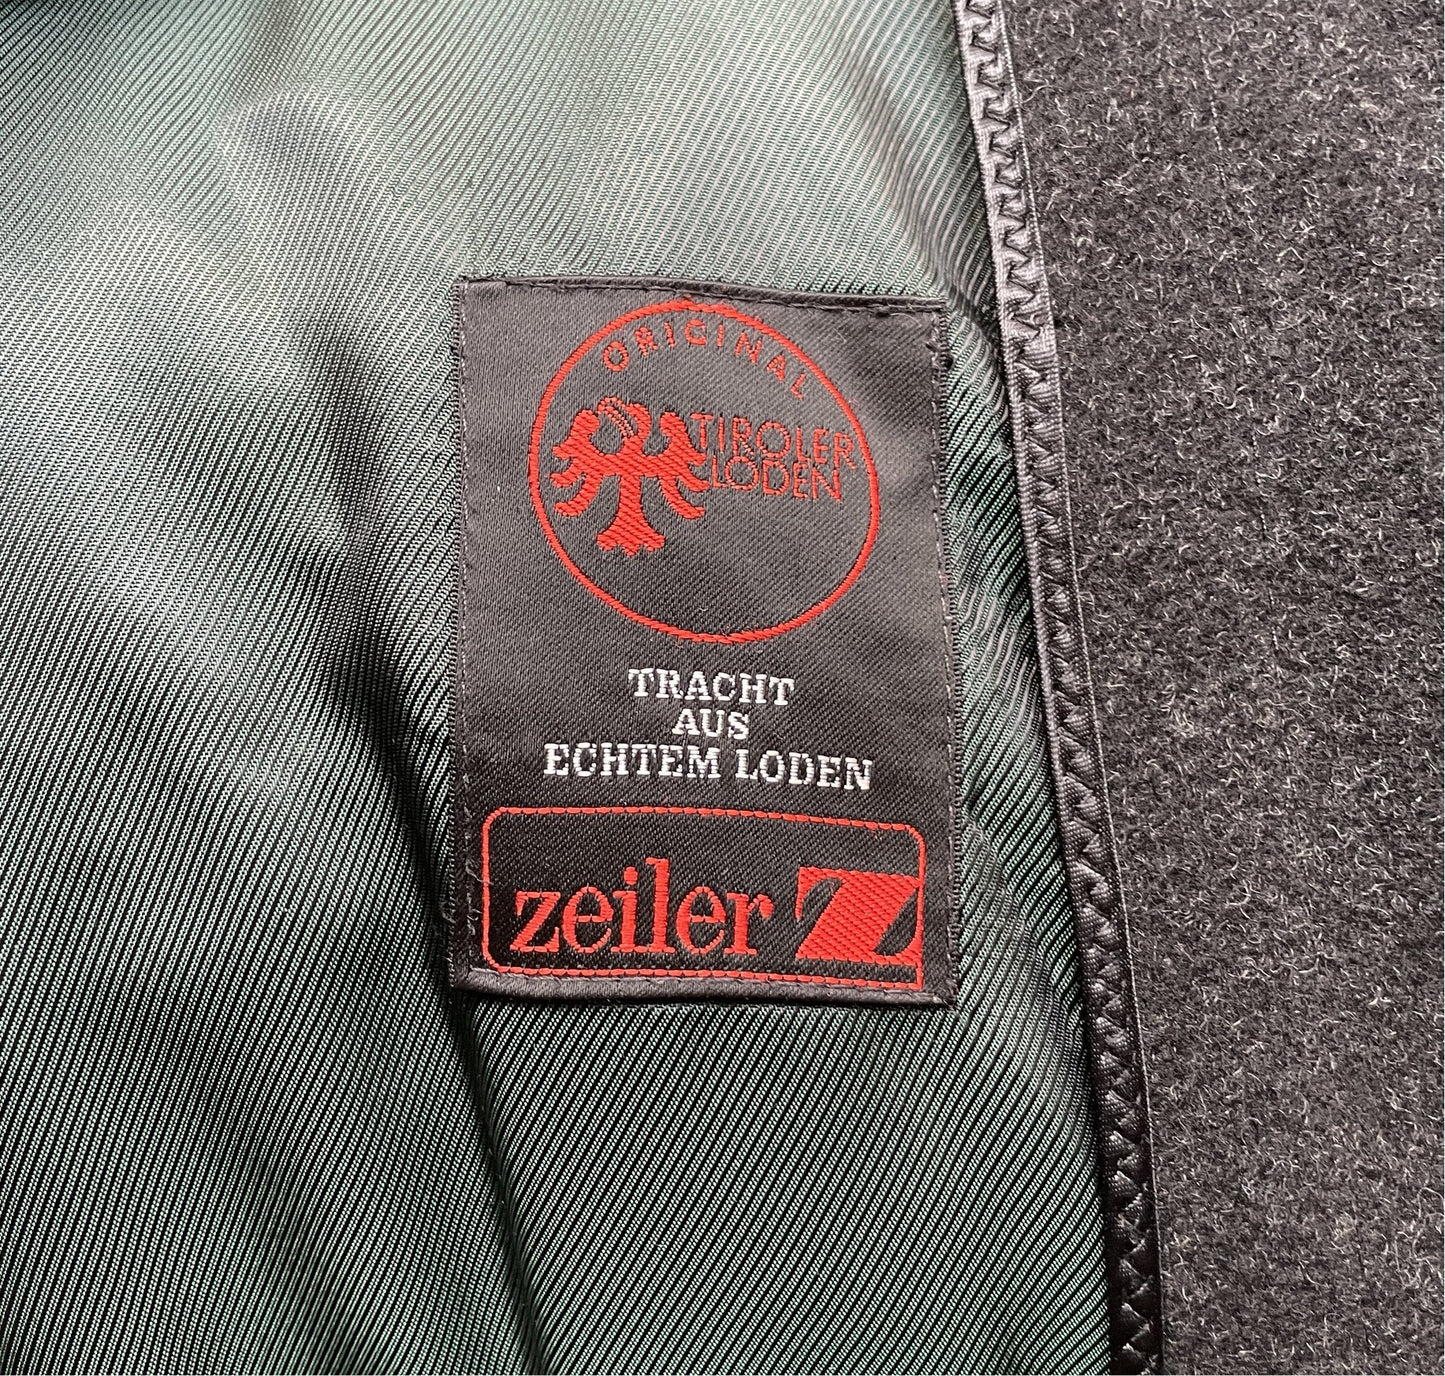 ORIGINAL
TIROLER
LODEN
TRACHT
AUS
ECHTEM LODEN
zeiler Z